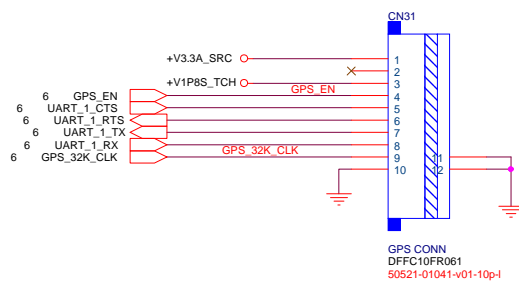 CN31
+V3.3A_SRC 1
2
+V1P8S_TCH 3
6 GPS_EN GPS_EN 4
6 UART_1_CTS 5
6 UART_1_RTS 6
6 UART_1_TX 7
6 UART_1_RX 8
6 GPS_32K_CLK GPS_32K_CLK 9 11
10 12
GPS CONN
DFFC10FR061
50521-01041-v01-10p-l